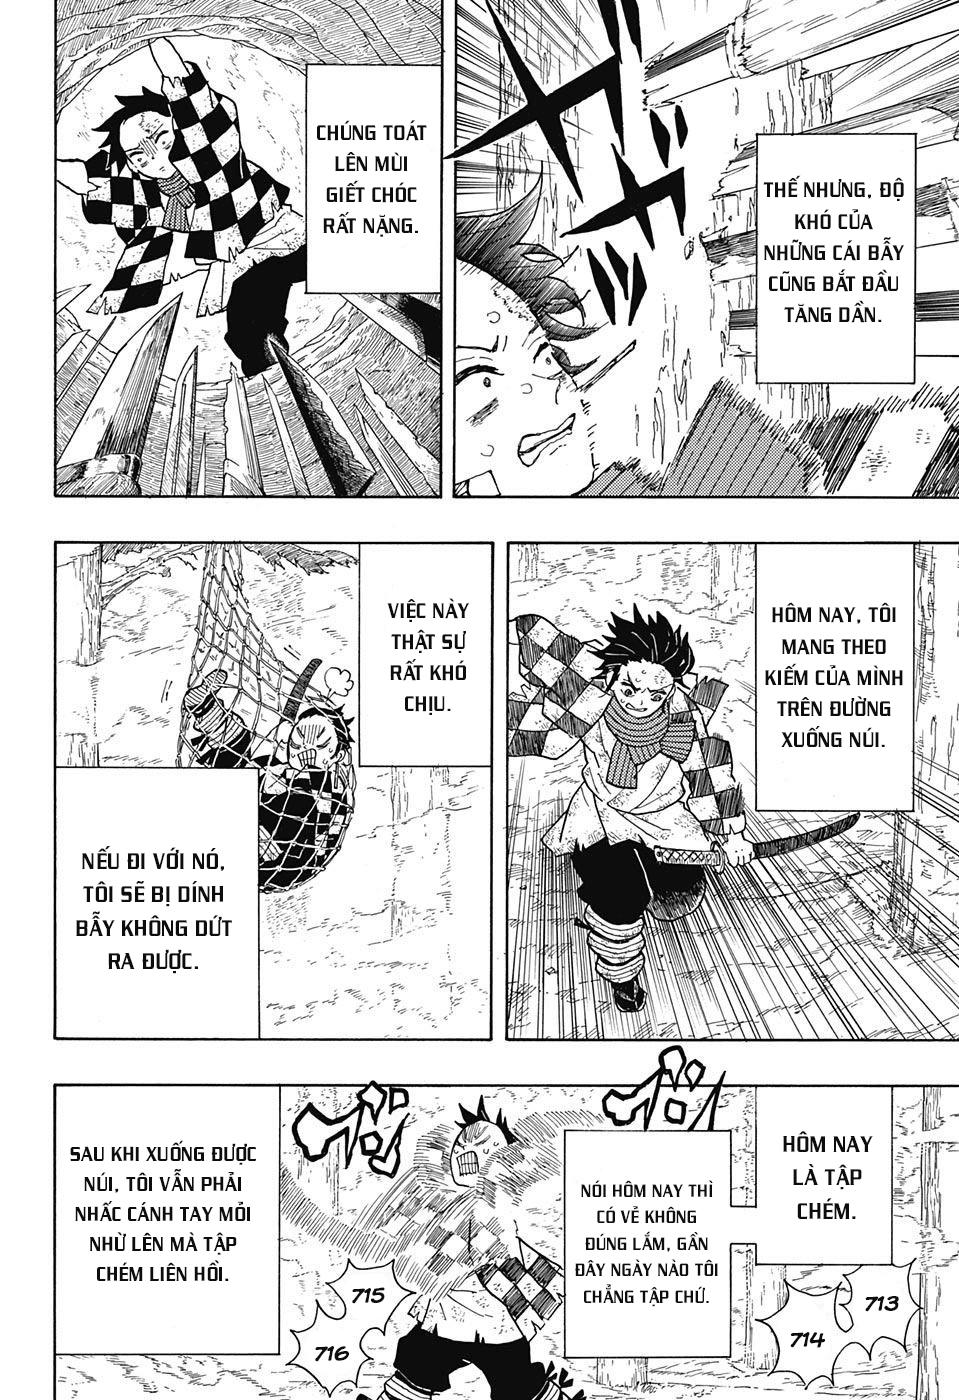 THẾ NHƯNG, ĐỘ
KHÓ CỦA
NHỮNG CÁI BẪY
CŨNG BẮT ĐẦU
TĂNG DẦN.
CHÚNG TOÁT
LÊN MÙI
GIẾT CHÓC
RẤT NẶNG.
HÔM NAY, TÔI
MANG THEO
KIẾM CỦA MÌNH
TRÊN ĐƯỜNG
XUỐNG NÚI.
VIỆC NÀY
THẬT SỰ
RẤT KHÓ
CHỊU.
NẾU ĐI VỚI NÓ,
TÔI SẼ BỊ DÍNH
BẪY KHÔNG DỨT
RA ĐƯỢC.
HÔM NAY
LÀ TẬP
CHÉM.
NÓI HÔM NAY THÌ
CÓ VẺ KHÔNG
ĐÚNG LẮM, GẦN
ĐÂY NGÀY NÀO TÔI
CHẲNG TẬP CHỨ.
713
714
715
716
SAU KHI XUỐNG ĐƯỢC
NÚI, TÔI VẪN PHẢI
NHẤC CÁNH TAY MỎI
NHỪ LÊN MÀ TẬP
CHÉM LIÊN HỒI.